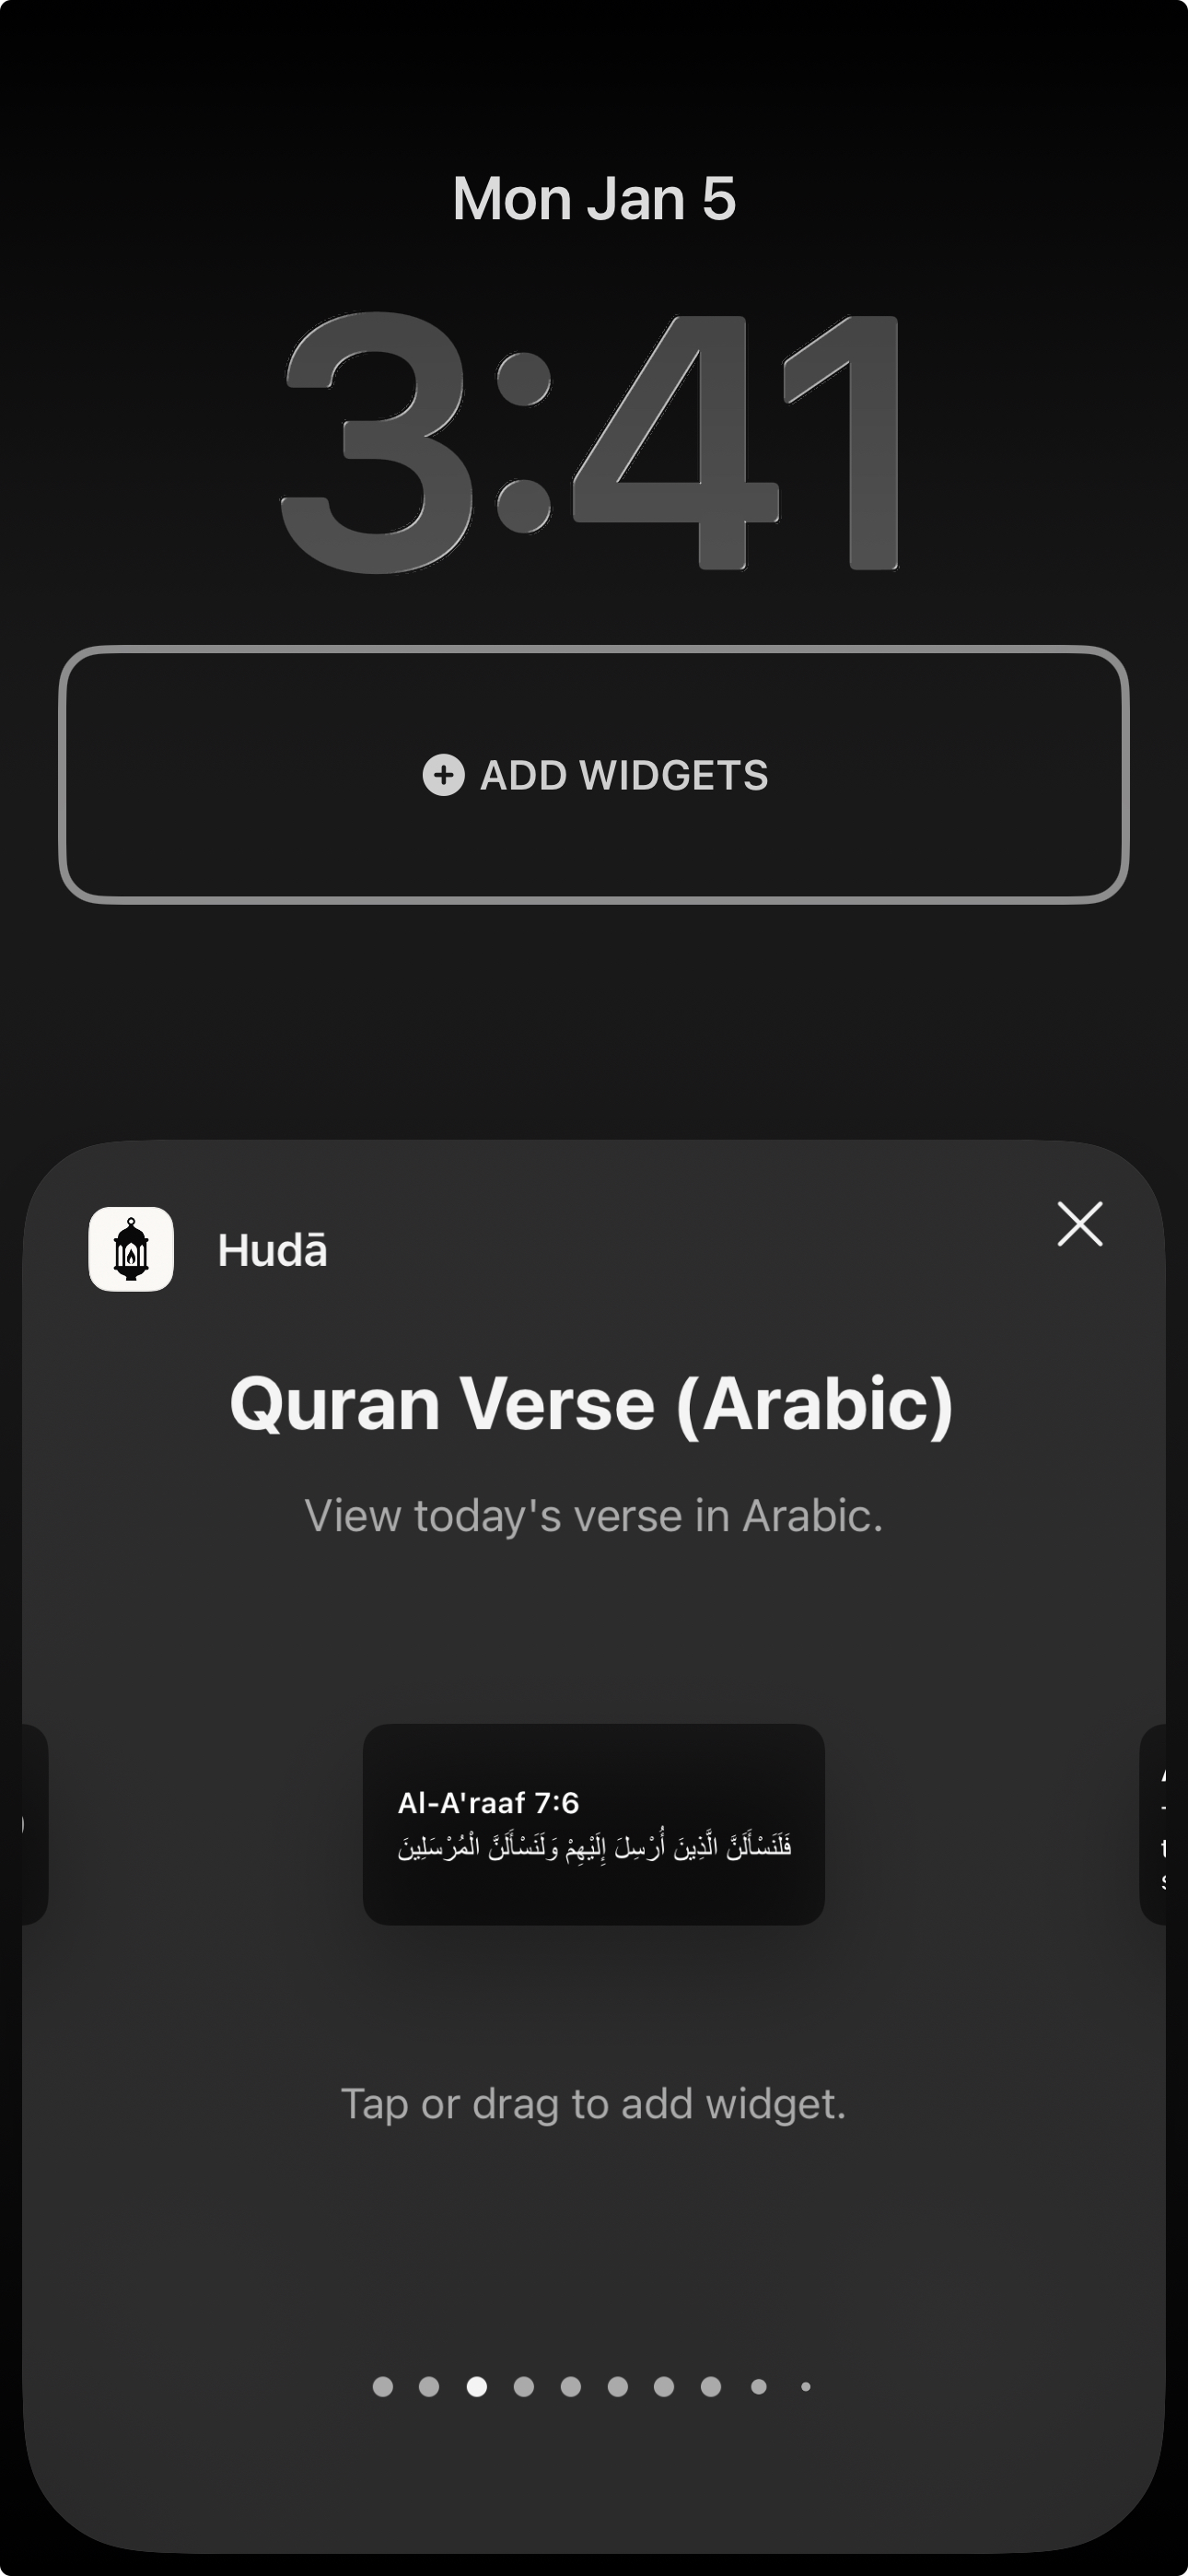 Mon Jan 5
3:41
ADD WIDGETS
Hudā
Quran Verse (Arabic)
View today's verse in Arabic.
Al-A'raaf 7:6
فَلَنَسْأَلَنَّ الَّذِينَ أُرْسِلَ إِلَيْهِمْ وَلَنَسْأَلَنَّ الْمُرْسَلِينَ
Tap or drag to add widget.